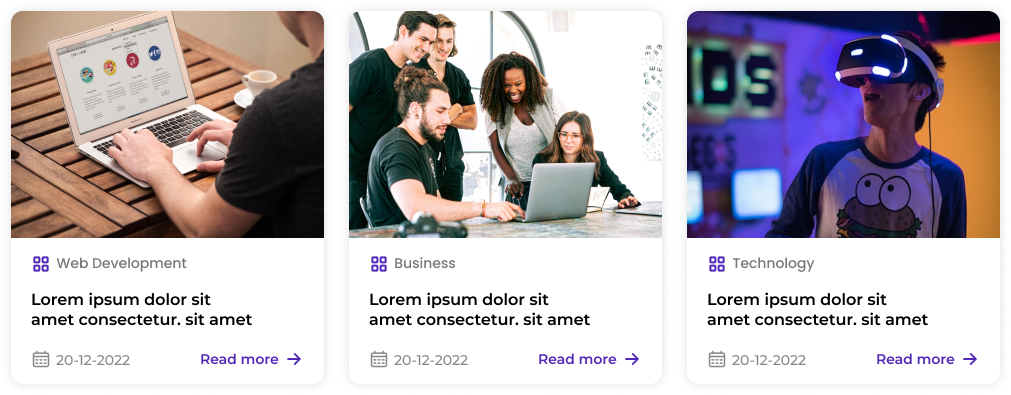 Web Development
Lorem ipsum dolor sit
amet consectetur. sit amet
20-12-2022
Read more
Business
Lorem ipsum dolor sit
amet consectetur. sit amet
20-12-2022
Read more
Technology
Lorem ipsum dolor sit
amet consectetur. sit amet
20-12-2022
Read more